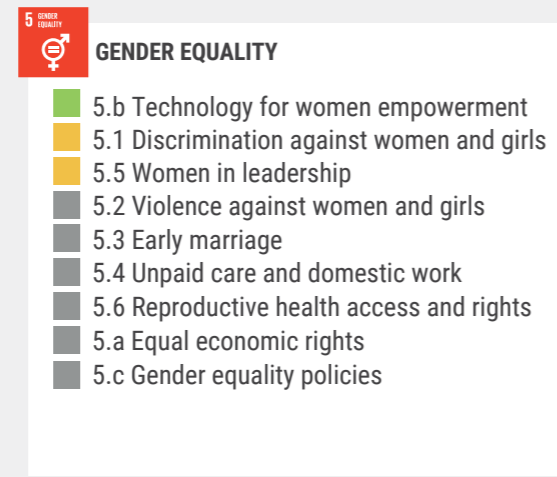 5 GENDER
EQUALITY
GENDER EQUALITY
5.b Technology for women empowerment
5.1 Discrimination against women and girls
5.5 Women in leadership
5.2 Violence against women and girls
5.3 Early marriage
5.4 Unpaid care and domestic work
5.6 Reproductive health access and rights
5.a Equal economic rights
5.c Gender equality policies